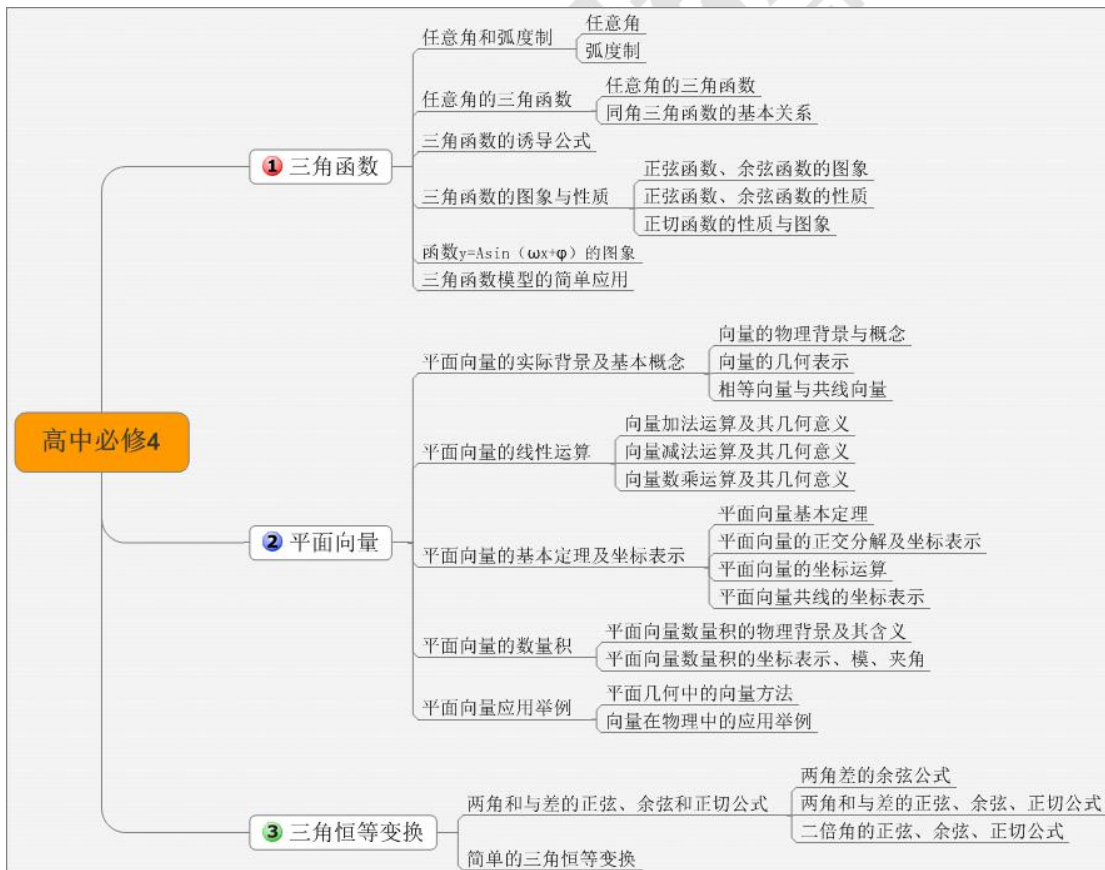 高中必修4
1 三角函数
任意角和弧度制
任意角
弧度制
任意角的三角函数
任意角的三角函数
同角三角函数的基本关系
三角函数的诱导公式
三角函数的图象与性质
正弦函数、余弦函数的图象
正弦函数、余弦函数的性质
正切函数的性质与图象
函数y=Asin（ωx+φ）的图象
三角函数模型的简单应用
2 平面向量
平面向量的实际背景及基本概念
向量的物理背景与概念
向量的几何表示
相等向量与共线向量
平面向量的线性运算
向量加法运算及其几何意义
向量减法运算及其几何意义
向量数乘运算及其几何意义
平面向量的基本定理及坐标表示
平面向量基本定理
平面向量的正交分解及坐标表示
平面向量的坐标运算
平面向量共线的坐标表示
平面向量的数量积
平面向量数量积的物理背景及其含义
平面向量数量积的坐标表示、模、夹角
平面向量应用举例
平面几何中的向量方法
向量在物理中的应用举例
3 三角恒等变换
两角和与差的正弦、余弦和正切公式
两角差的余弦公式
两角和与差的正弦、余弦、正切公式
二倍角的正弦、余弦、正切公式
简单的三角恒等变换